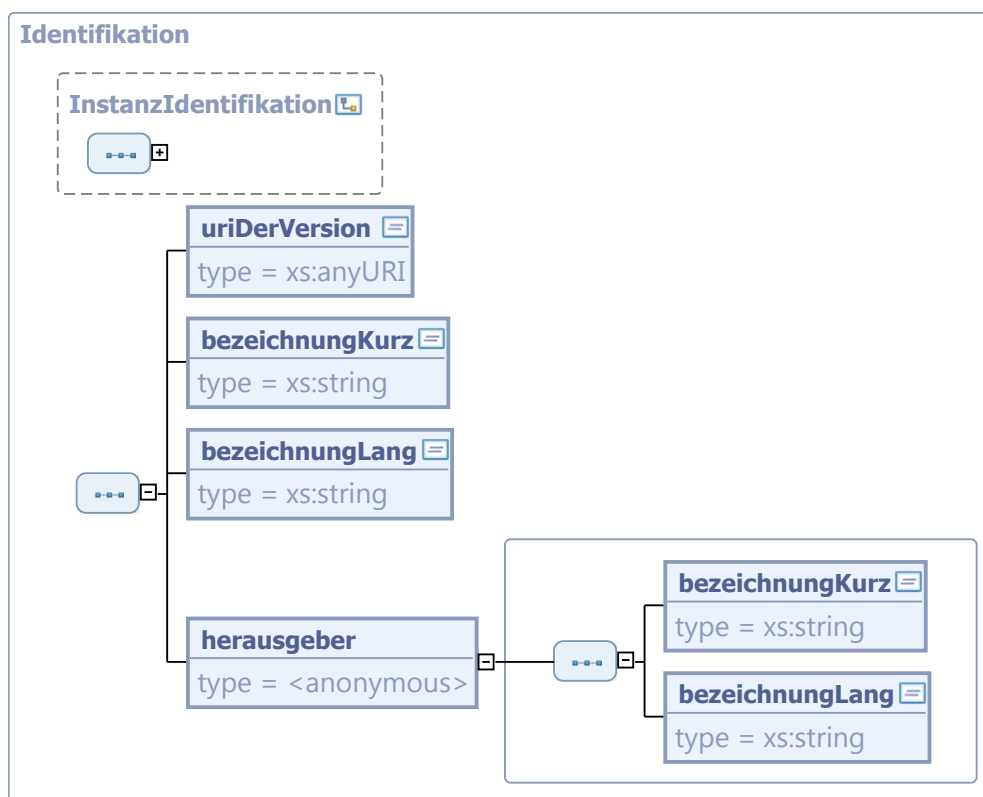 Identifikation
InstanzIdentifikation
uriDerVersion
type = xs:anyURI
bezeichnungKurz
type = xs:string
bezeichnungLang
type = xs:string
herausgeber
type = <anonymous>
bezeichnungKurz
type = xs:string
bezeichnungLang
type = xs:string